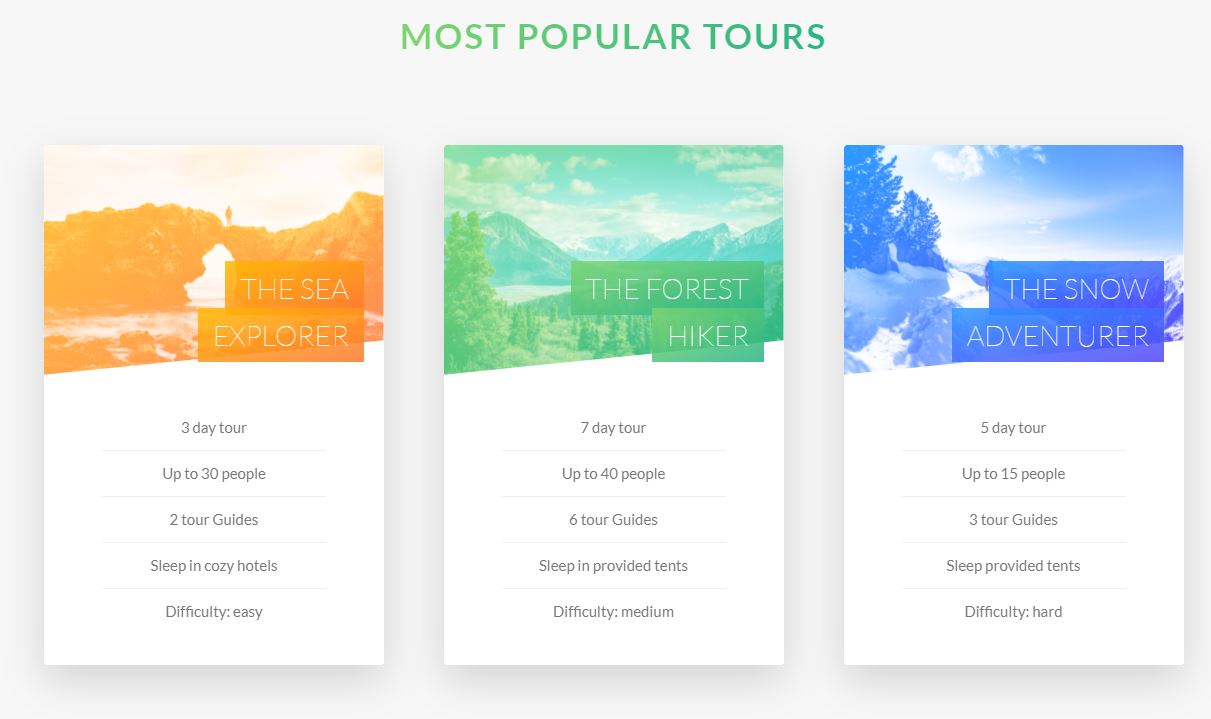 MOST POPULAR TOURS
THE SEA
EXPLORER
3 day tour
Up to 30 people
2 tour Guides
Sleep in cozy hotels
Difficulty: easy
THE FOREST
HIKER
7 day tour
Up to 40 people
6 tour Guides
Sleep in provided tents
Difficulty: medium
THE SNOW
ADVENTURER
5 day tour
Up to 15 people
3 tour Guides
Sleep provided tents
Difficulty: hard